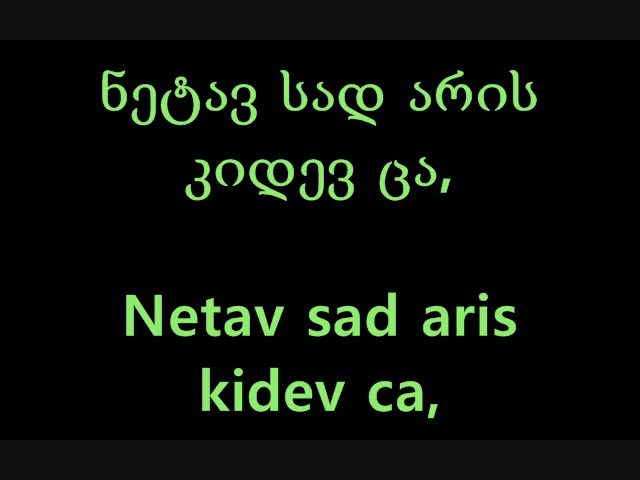 ნეტავ სად არის
კიდევ ცა,
Netav sad aris
kidev ca,